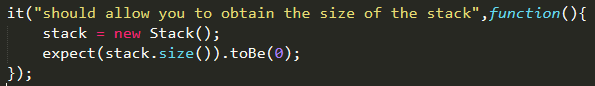 it("should allow you to obtain the size of the stack",function(){
    stack = new Stack();
    expect(stack.size()).toBe(0);
});